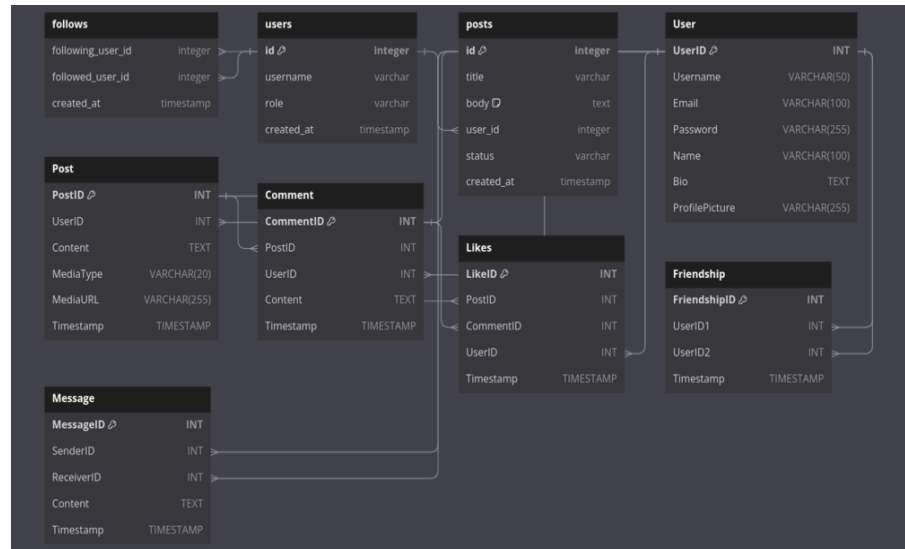 follows
following_user_id integer
followed_user_id integer
created_at timestamp
users
id integer
username varchar
role varchar
created_at timestamp
posts
id integer
title varchar
body text
user_id integer
status varchar
created_at timestamp
User
UserID INT
Username VARCHAR(50)
Email VARCHAR(100)
Password VARCHAR(255)
Name VARCHAR(100)
Bio TEXT
ProfilePicture VARCHAR(255)
Post
PostID INT
UserID INT
Content TEXT
MediaType VARCHAR(20)
MediaURL VARCHAR(255)
Timestamp TIMESTAMP
Comment
CommentID INT
PostID INT
UserID INT
Content TEXT
Timestamp TIMESTAMP
Likes
LikeID INT
PostID INT
CommentID INT
UserID INT
Timestamp TIMESTAMP
Friendship
FriendshipID INT
UserID1 INT
UserID2 INT
Timestamp TIMESTAMP
Message
MessageID INT
SenderID INT
ReceiverID INT
Content TEXT
Timestamp TIMESTAMP